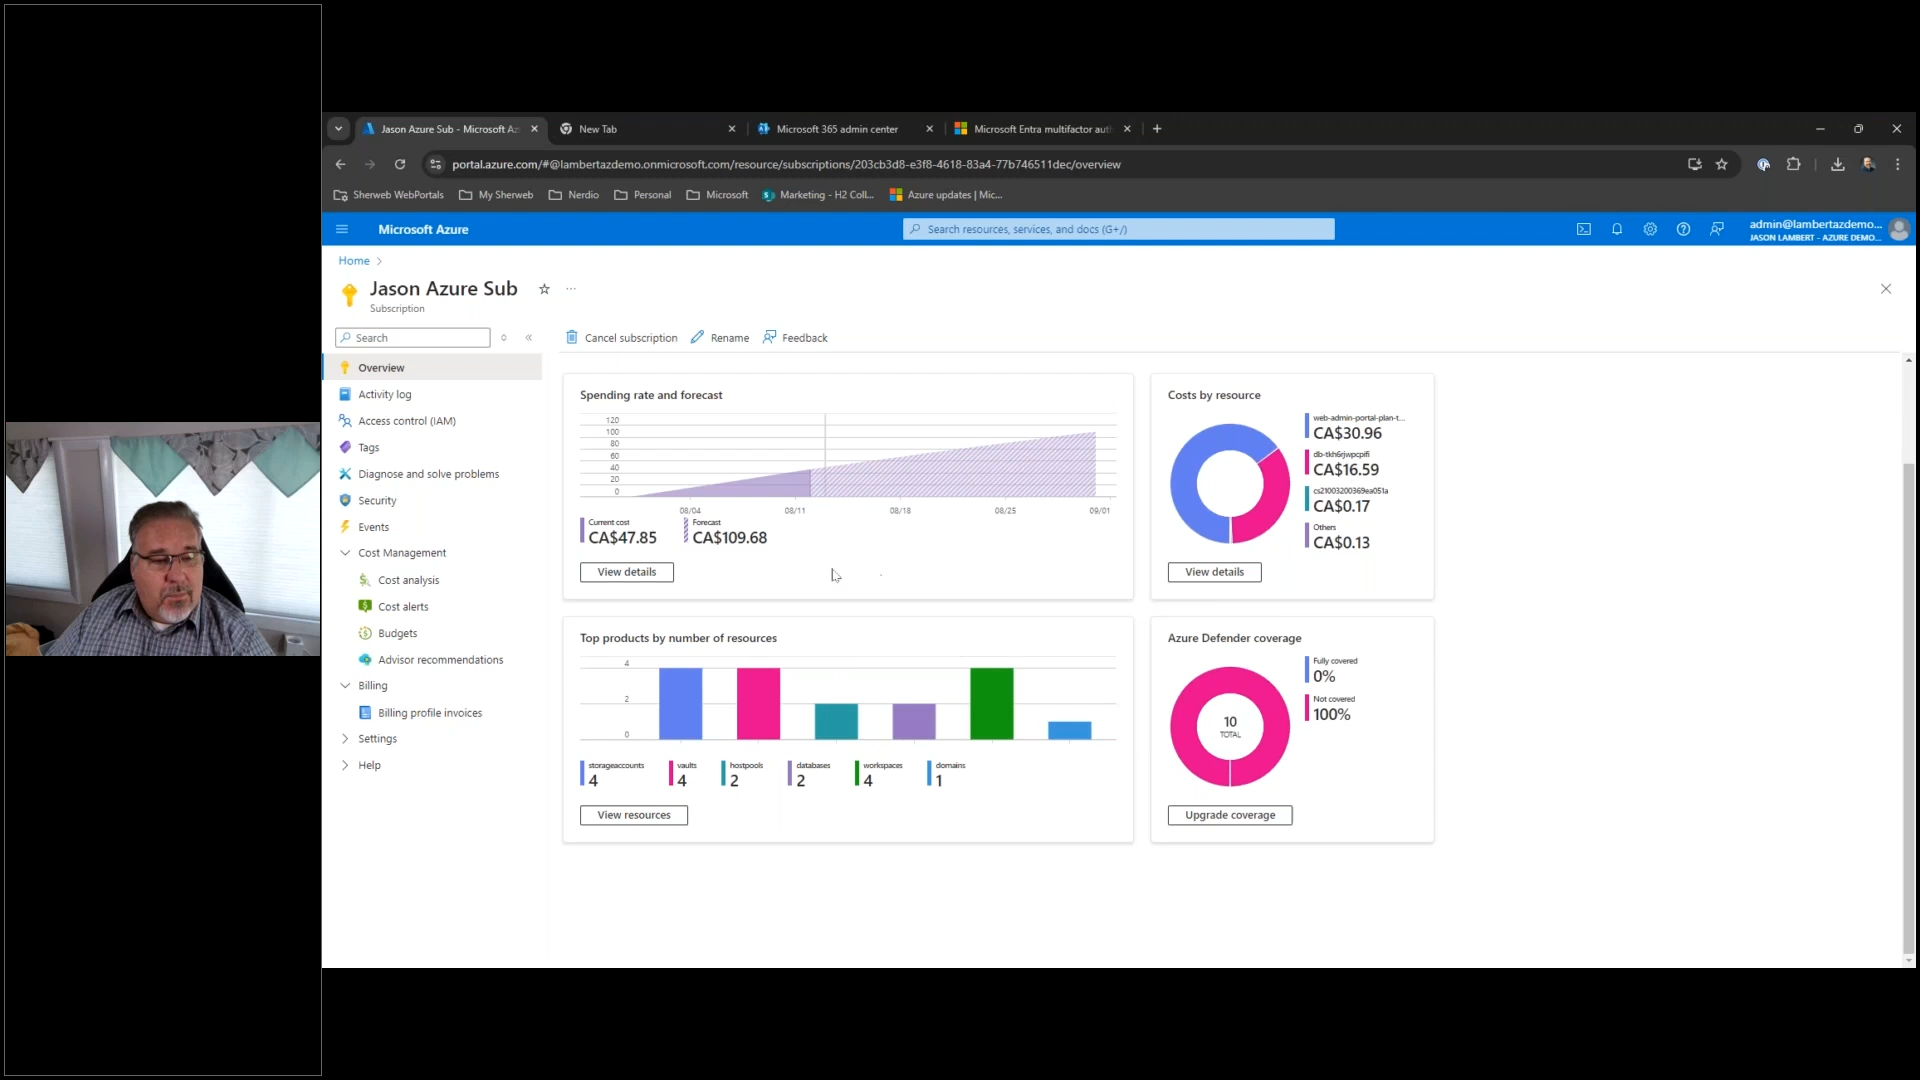 Jason Azure Sub - Microsoft Az
New Tab
Microsoft 365 admin center
Microsoft Entra multifactor aut
portal.azure.com/#@lambertazdemo.onmicrosoft.com/resource/subscriptions/203cb3d8-e3f8-4618-83a4-77b746511dec/overview
Sherweb WebPortals
My Sherweb
Nerdio
Personal
Microsoft
Marketing - H2 Coll...
Azure updates | Mic...
Microsoft Azure
Search resources, services, and docs (G+/)
admin@lambertazdemo...
JASON LAMBERT - AZURE DEMO...
Home
Jason Azure Sub
...
Subscription
Search
Cancel subscription
Rename
Feedback
Overview
Activity log
Access control (IAM)
Tags
Diagnose and solve problems
Security
Events
Cost Management
Cost analysis
Cost alerts
Budgets
Advisor recommendations
Billing
Billing profile invoices
Settings
Help
Spending rate and forecast
120
100
80
60
40
20
0
08/04 08/11 08/18 08/25 09/01
Current cost
CA$47.85
Forecast
CA$109.68
View details
Costs by resource
web-admin-portal-plan-t...
CA$30.96
db-tkh6rjwpcpifi
CA$16.59
cs21003200369ea051a
CA$0.17
Others
CA$0.13
View details
Top products by number of resources
4
2
0
storageaccounts
4
vaults
4
hostpools
2
databases
2
workspaces
4
domains
1
View resources
Azure Defender coverage
10
TOTAL
Fully covered
0%
Not covered
100%
Upgrade coverage